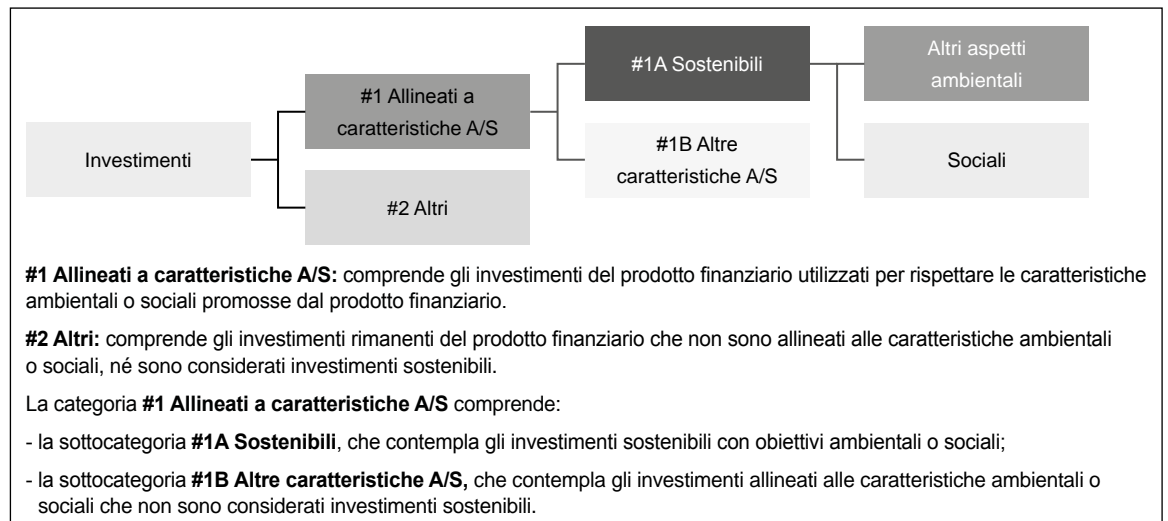 Investimenti
#1 Allineati a
caratteristiche A/S
#2 Altri
#1A Sostenibili
#1B Altre
caratteristiche A/S
Altri aspetti
ambientali
Sociali
#1 Allineati a caratteristiche A/S: comprende gli investimenti del prodotto finanziario utilizzati per rispettare le caratteristiche
ambientali o sociali promosse dal prodotto finanziario.
#2 Altri: comprende gli investimenti rimanenti del prodotto finanziario che non sono allineati alle caratteristiche ambientali
o sociali, né sono considerati investimenti sostenibili.
La categoria #1 Allineati a caratteristiche A/S comprende:
- la sottocategoria #1A Sostenibili, che contempla gli investimenti sostenibili con obiettivi ambientali o sociali;
- la sottocategoria #1B Altre caratteristiche A/S, che contempla gli investimenti allineati alle caratteristiche ambientali o
sociali che non sono considerati investimenti sostenibili.